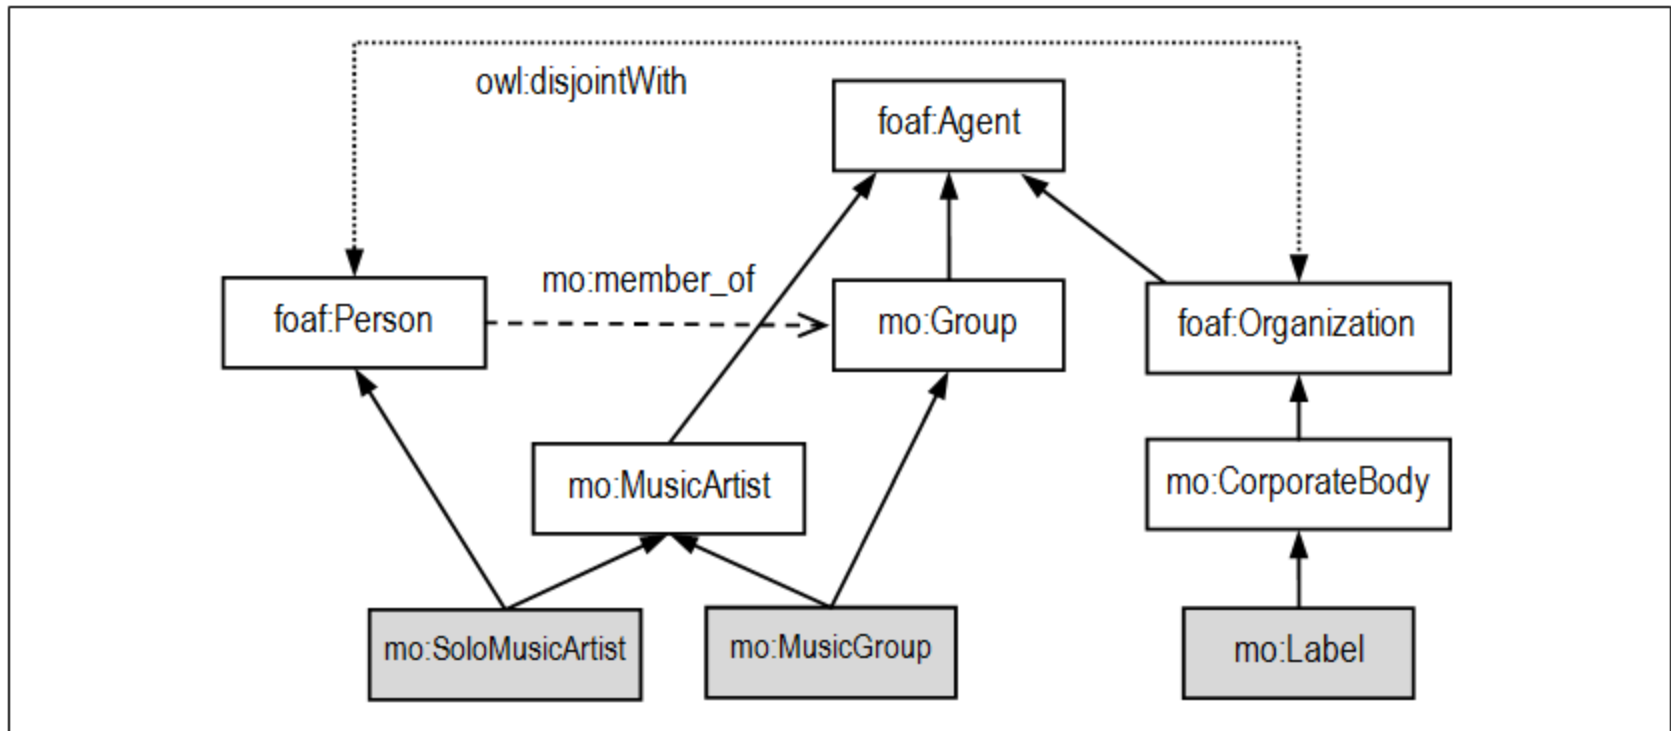 owl:disjointWith
foaf:Agent
mo:member_of
foaf:Person
mo:Group
foaf:Organization
mo:MusicArtist
mo:CorporateBody
mo:SoloMusicArtist
mo:MusicGroup
mo:Label